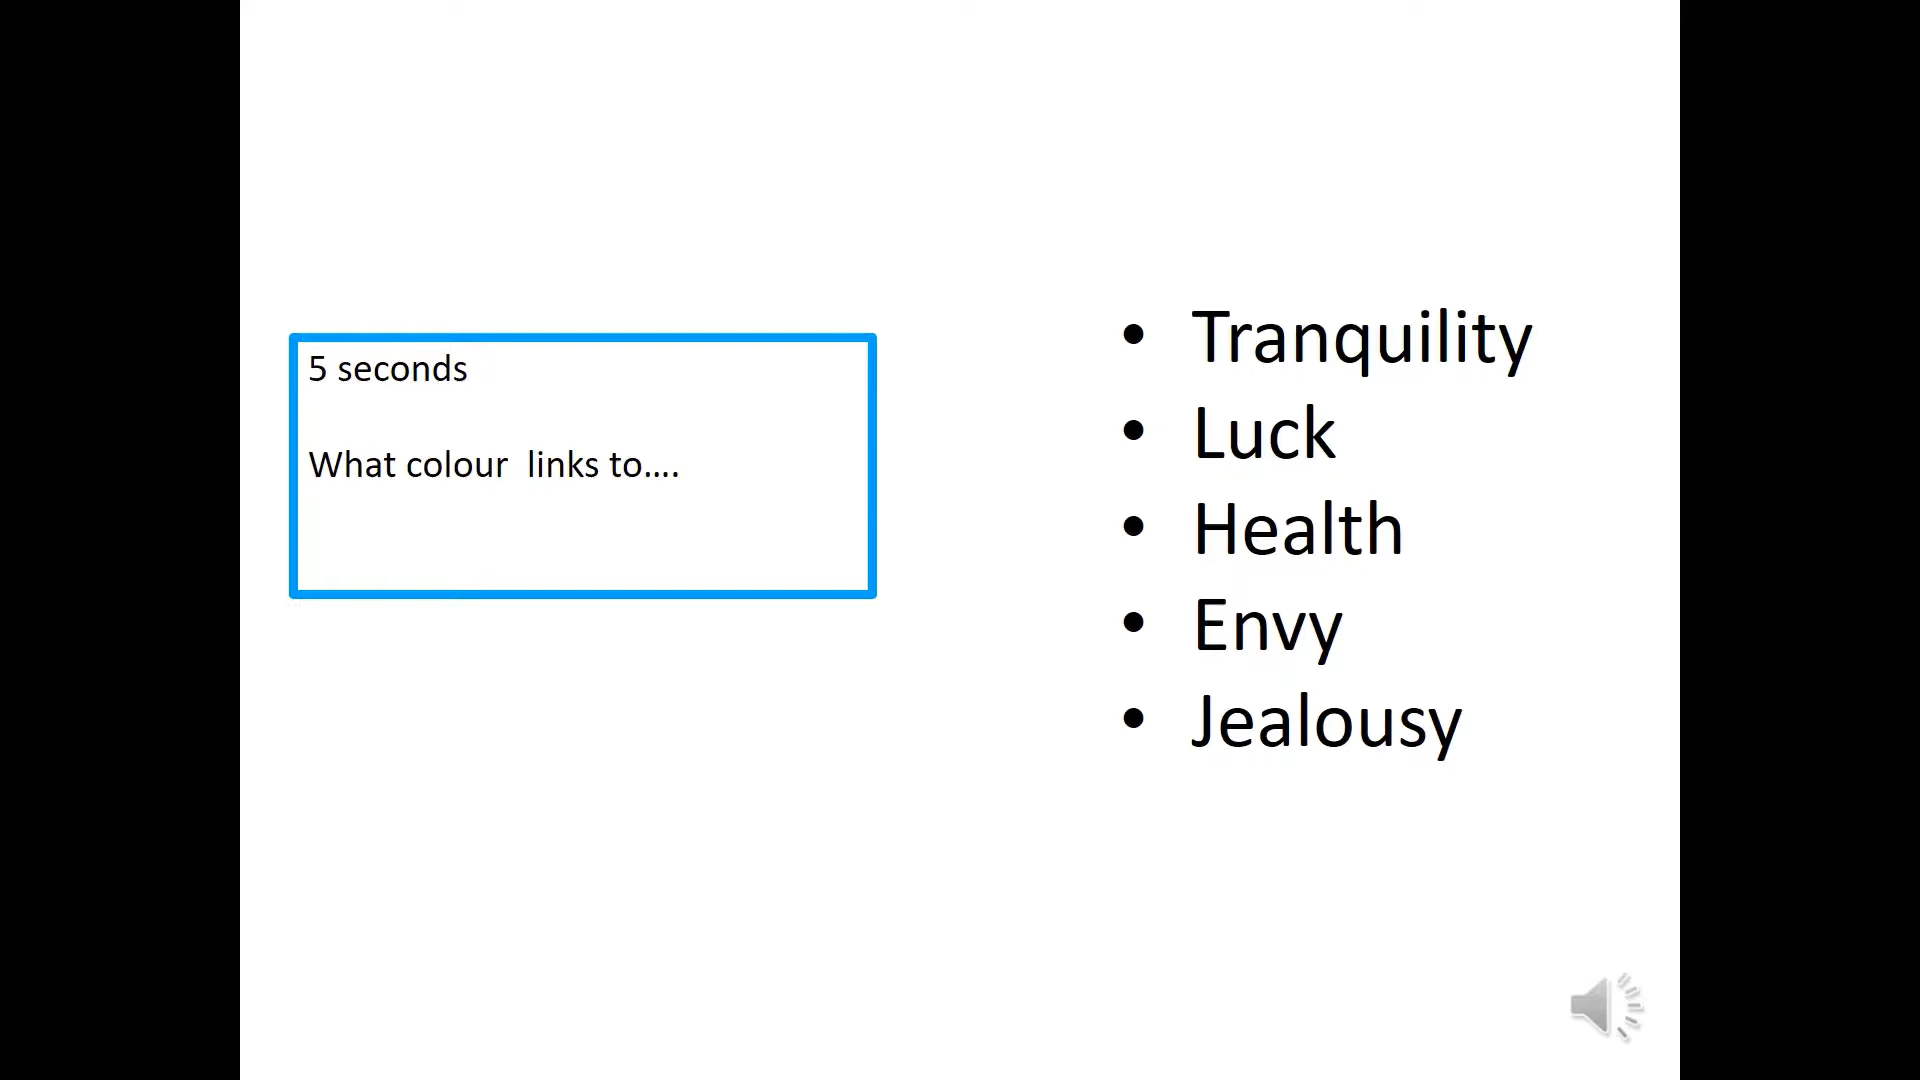 5 seconds
What colour  links to....
• Tranquility
• Luck
• Health
• Envy
• Jealousy